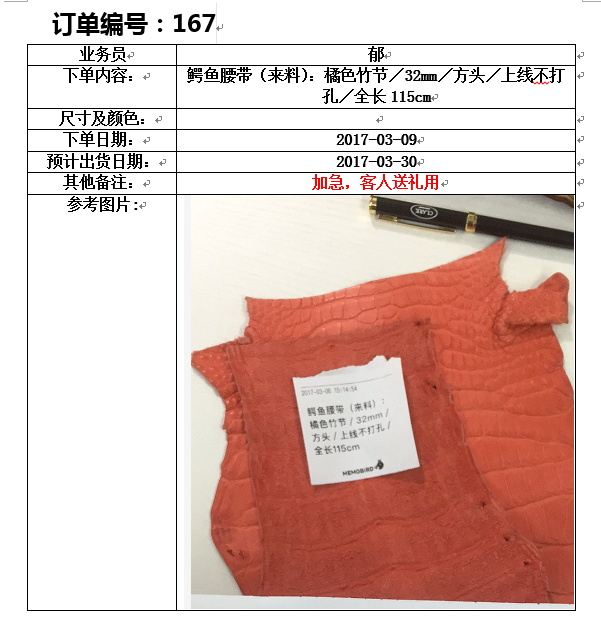 订单编号：167
业务员
郁
下单内容：
鳄鱼腰带（来料）：橘色竹节／32mm／方头／上线不打
孔／全长 115cm
尺寸及颜色：
下单日期：
2017-03-09
预计出货日期：
2017-03-30
其他备注：
加急，客人送礼用
参考图片:
CLARK
2017-03-08 15:14:54
鳄鱼腰带（来料）：
橘色竹节 / 32mm /
方头 / 上线不打孔 /
全长115cm
MEMOBIRD